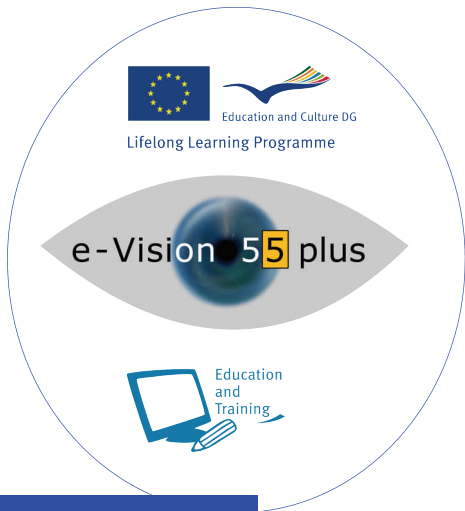 Education and Culture DG
Lifelong Learning Programme
e-Vision 55 plus
Education
and
Training